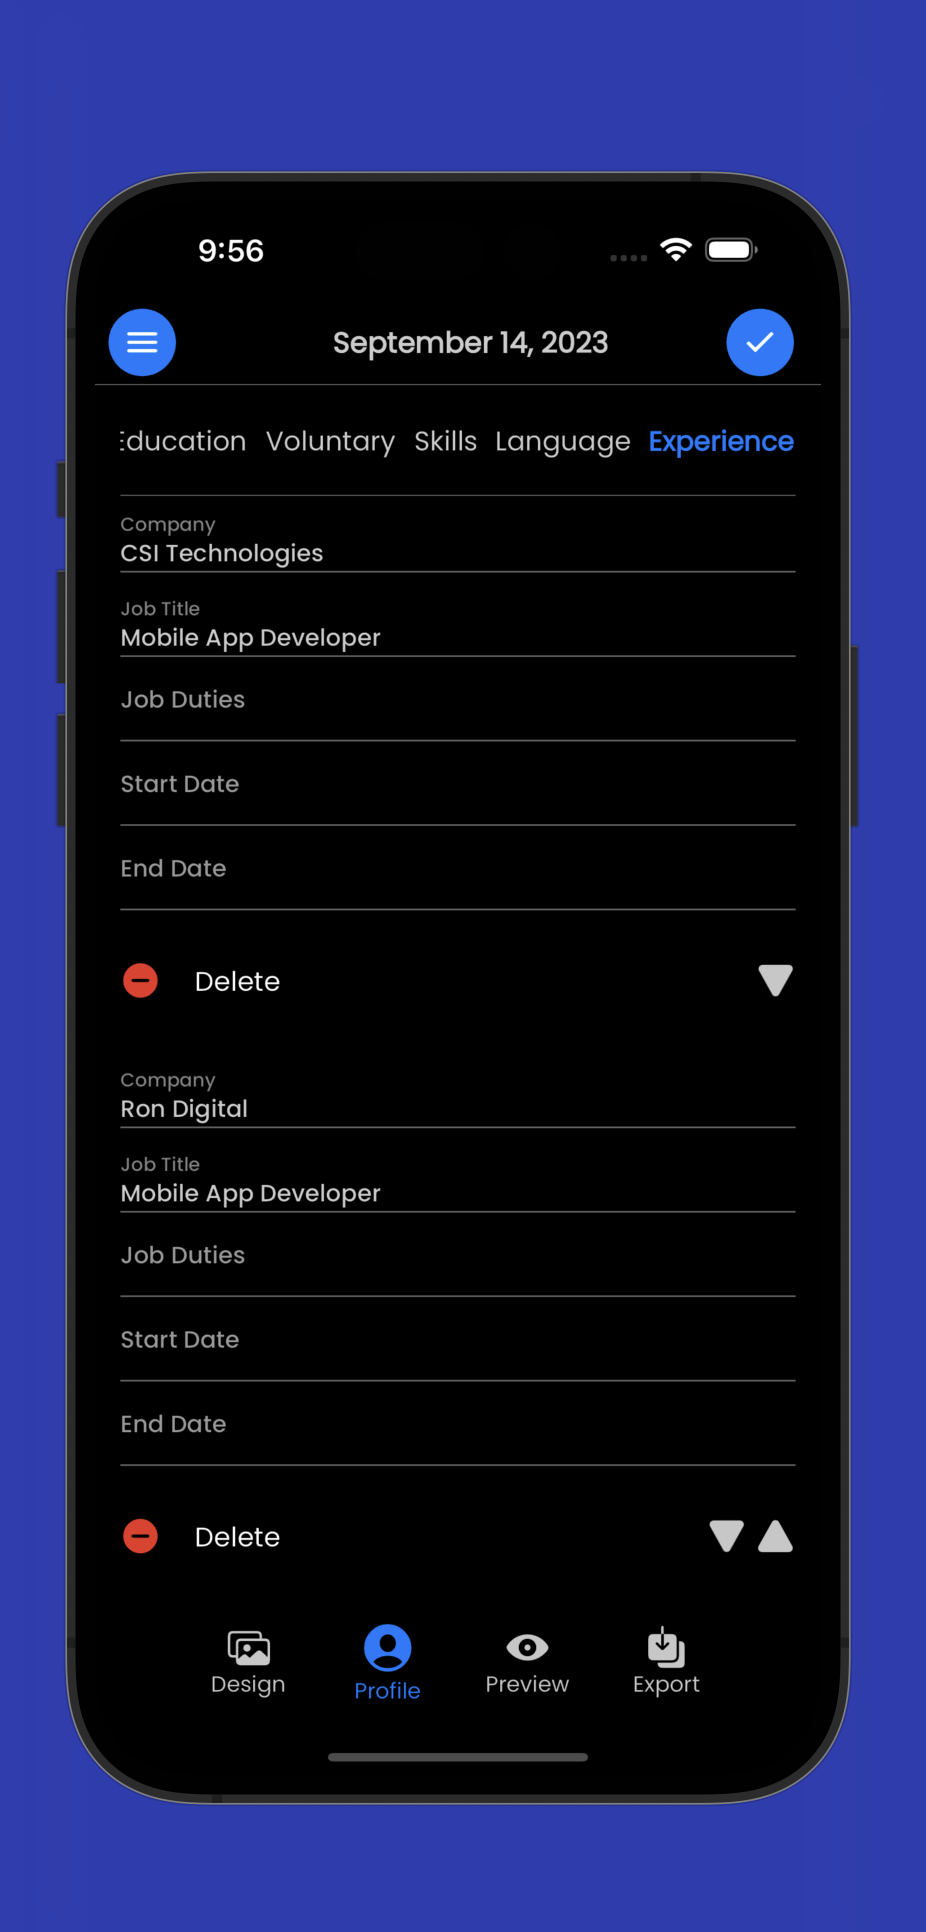 9:56
September 14, 2023
Education Voluntary Skills Language Experience
Company
CSI Technologies
Job Title
Mobile App Developer
Job Duties
Start Date
End Date
Delete
Company
Ron Digital
Job Title
Mobile App Developer
Job Duties
Start Date
End Date
Delete
Design Profile Preview Export